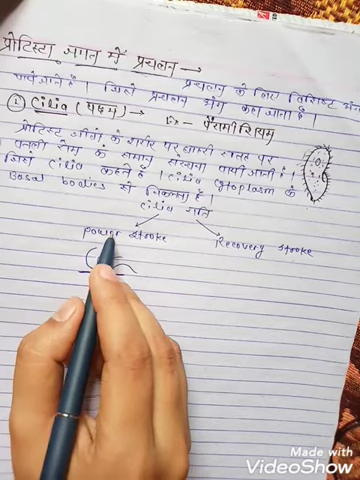 प्रोटिस्टा जगत में प्रचलन →
प्रचलन के लिए विशिष्ट अंग
पाये जाते हैं। जिन्हें प्रचलन अंग कहा जाता है।
① Cilia (पक्ष्म) → Ex - पैरामीशियम
प्रोटिस्ट जीवों के शरीर पर बाहरी सतह पर
पतली रोम के समान संरचना पायी जाती है।
जिसे Cilia कहते हैं। Cilia Cytoplasm के
Basal bodies से निकलता है।
Cilia गति
Power stroke
Recovery stroke
Made with
VideoShow